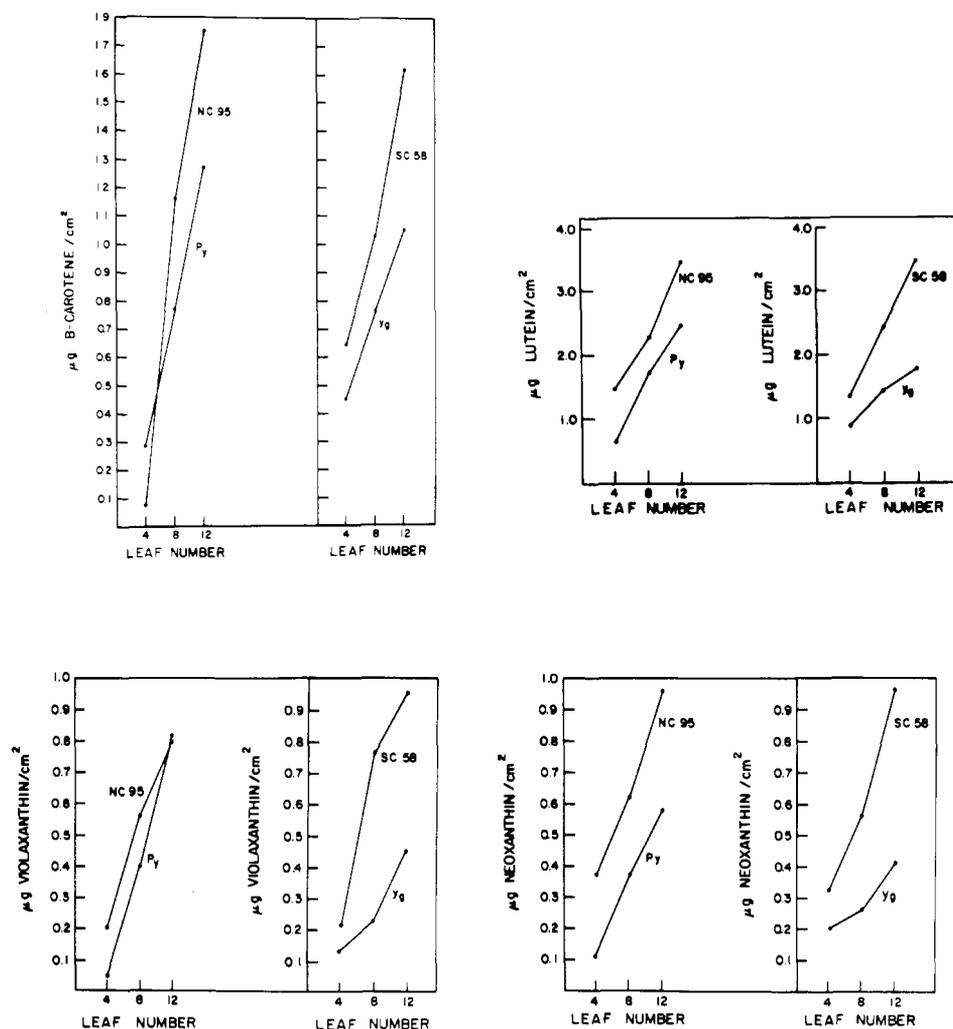 1.9
1.8
1.7
1.6
1.5
1.4
1.3
1.2
1.1
1.0
0.9
0.8
0.7
0.6
0.5
0.4
0.3
0.2
0.1
µg B-CAROTENE/cm²
NC 95
Py
4 8 12
LEAF NUMBER
SC 58
yg
4 8 12
LEAF NUMBER
4.0
3.0
2.0
1.0
µg LUTEIN/cm²
NC 95
Py
4 8 12
LEAF NUMBER
4.0
3.0
2.0
1.0
µg LUTEIN/cm²
SC 58
yg
4 8 12
LEAF NUMBER
1.0
0.9
0.8
0.7
0.6
0.5
0.4
0.3
0.2
0.1
µg VIOLAXANTHIN/cm²
NC 95
Py
4 8 12
LEAF NUMBER
0.9
0.8
0.7
0.6
0.5
0.4
0.3
0.2
0.1
µg VIOLAXANTHIN/cm²
SC 58
yg
4 8 12
LEAF NUMBER
1.0
0.9
0.8
0.7
0.6
0.5
0.4
0.3
0.2
0.1
µg NEOXANTHIN/cm²
NC 95
Py
4 8 12
LEAF NUMBER
0.9
0.8
0.7
0.6
0.5
0.4
0.3
0.2
0.1
µg NEOXANTHIN/cm²
SC 58
yg
4 8 12
LEAF NUMBER